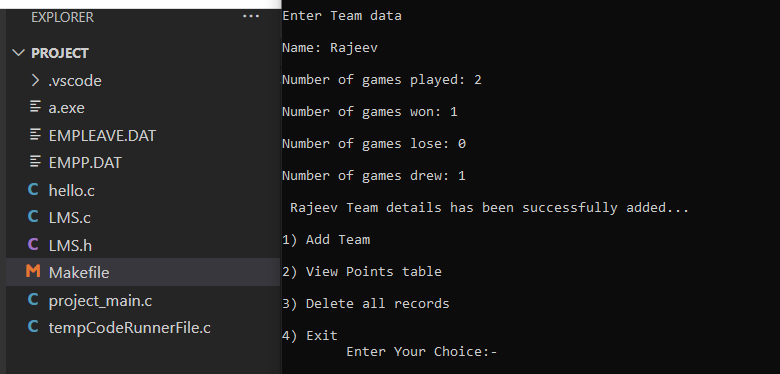 EXPLORER
...
PROJECT
.vscode
a.exe
EMPLEAVE.DAT
EMPP.DAT
C hello.c
C LMS.c
C LMS.h
M Makefile
C project_main.c
C tempCodeRunnerFile.c
Enter Team data
Name: Rajeev
Number of games played: 2
Number of games won: 1
Number of games lose: 0
Number of games drew: 1
Rajeev Team details has been successfully added...
1) Add Team
2) View Points table
3) Delete all records
4) Exit
Enter Your Choice:-